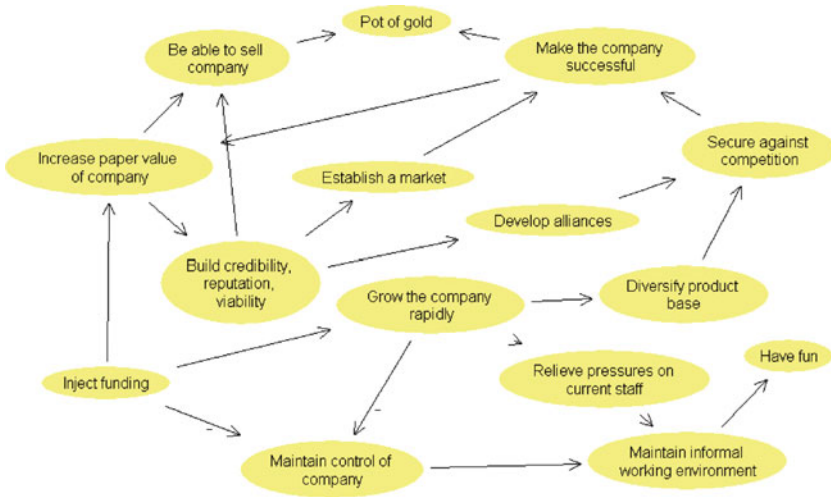 Pot of gold
Be able to sell
company
Make the company
successful
Increase paper value
of company
Secure against
competition
Establish a market
Develop alliances
Build credibility,
reputation,
viability
Grow the company
rapidly
Diversify product
base
Have fun
Inject funding
Relieve pressures on
current staff
-
-
Maintain control of
company
Maintain informal
working environment